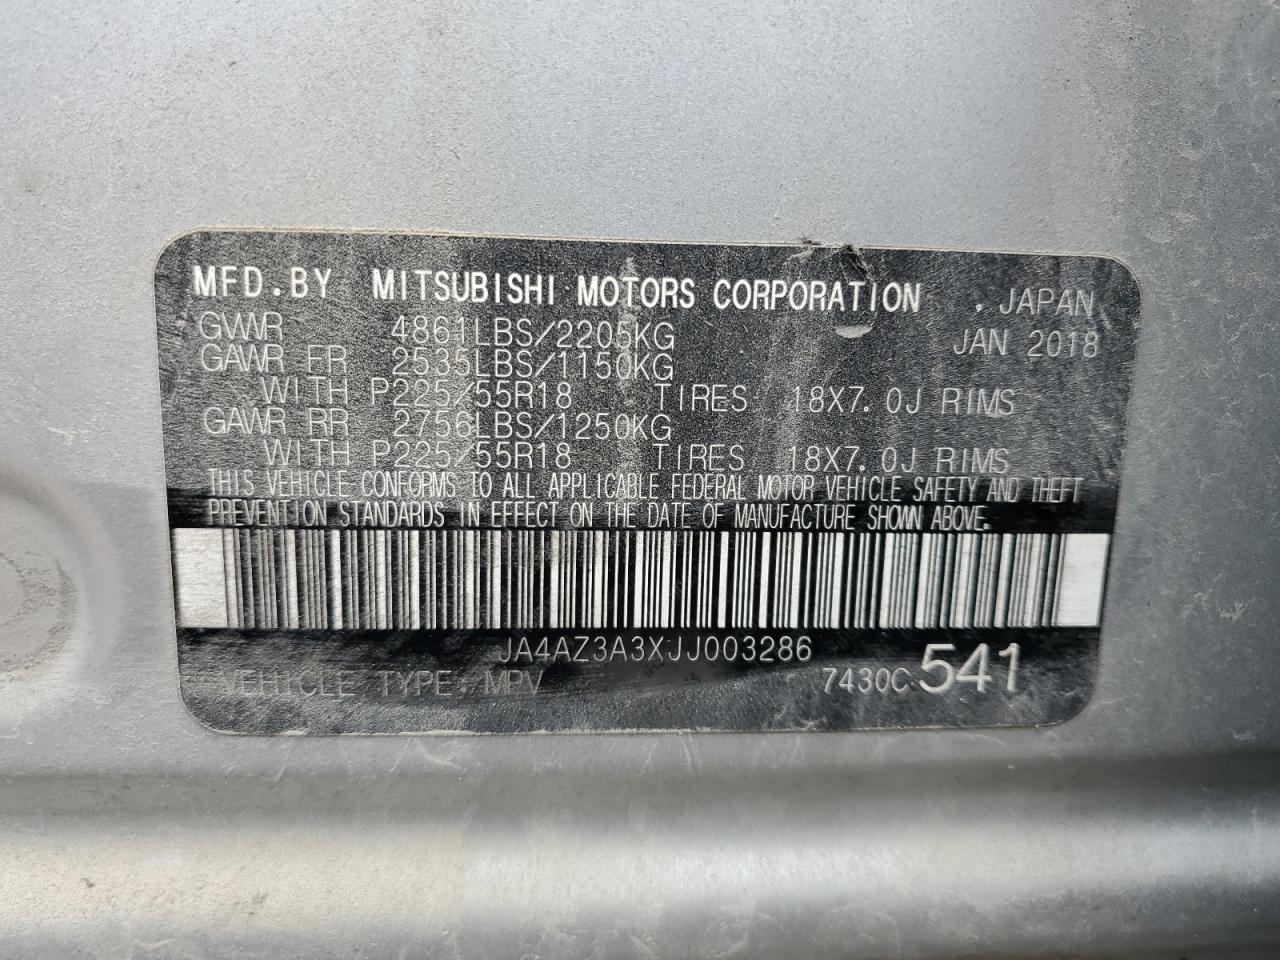 MFD.BY MITSUBISHI MOTORS CORPORATION , JAPAN
GVWR 4861LBS/2205KG JAN 2018
GAWR FR 2535LBS/1150KG
WITH P225/55R18 TIRES 18X7.0J RIMS
GAWR RR 2756LBS/1250KG
WITH P225/55R18 TIRES 18X7.0J RIMS
THIS VEHICLE CONFORMS TO ALL APPLICABLE FEDERAL MOTOR VEHICLE SAFETY AND THEFT
PREVENTION STANDARDS IN EFFECT ON THE DATE OF MANUFACTURE SHOWN ABOVE.
JA4AZ3A3XJJ003286
VEHICLE TYPE: MPV 7430C 541